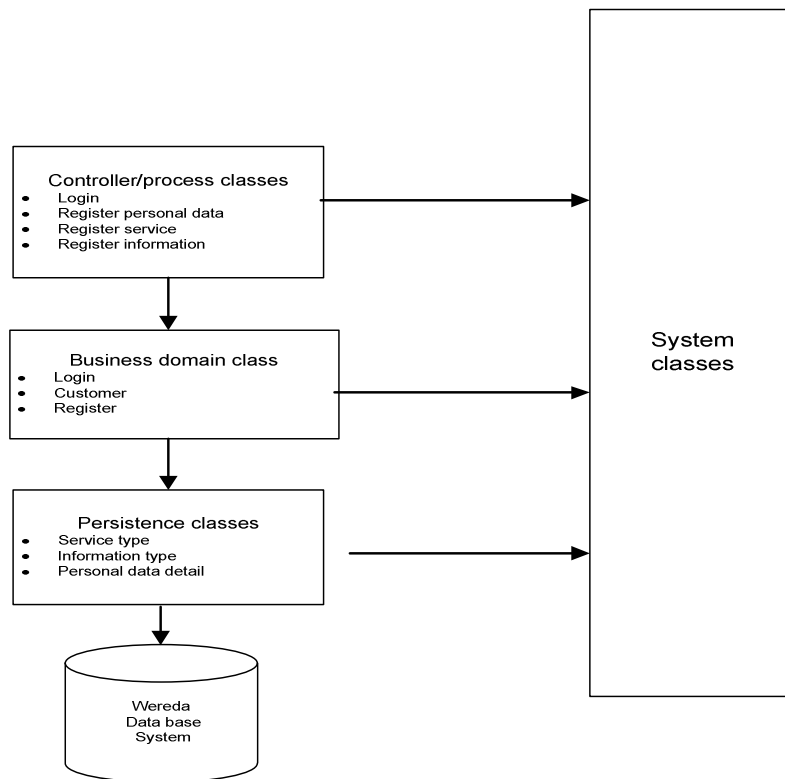 Controller/process classes
• Login
• Register personal data
• Register service
• Register information
Business domain class
• Login
• Customer
• Register
Persistence classes
• Service type
• Information type
• Personal data detail
Wereda
Data base
System
System
classes